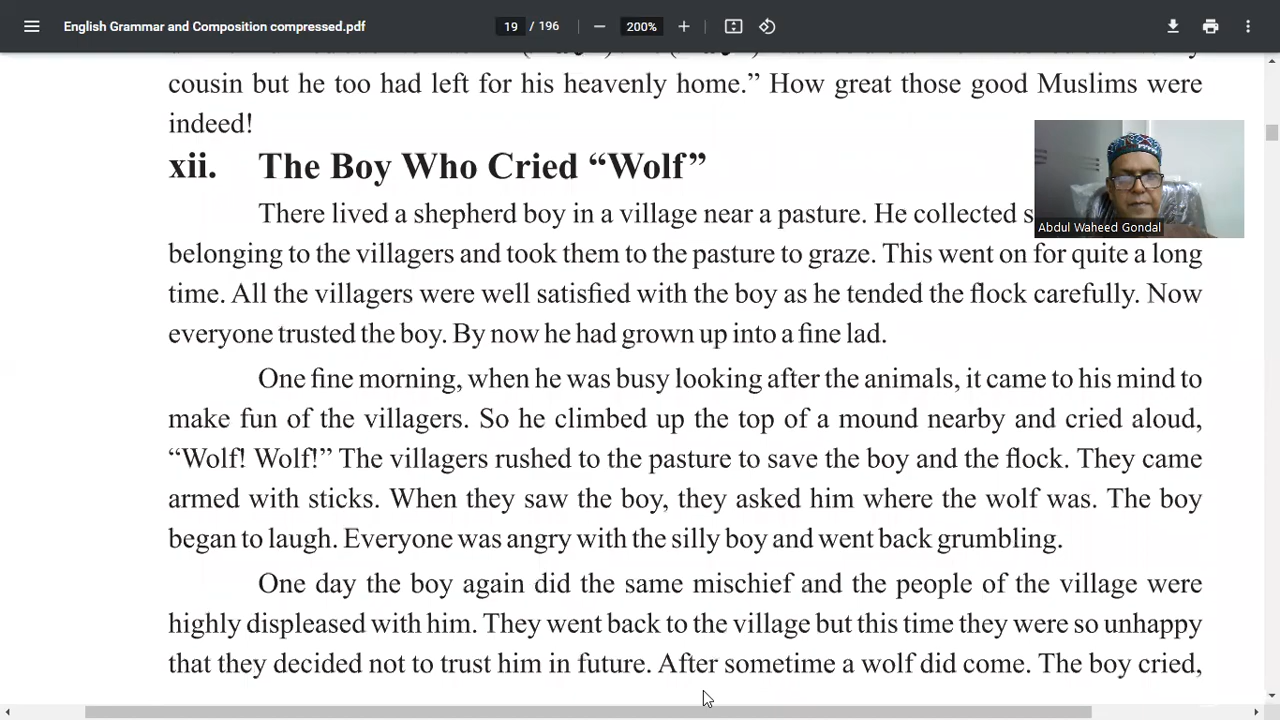 English Grammar and Composition compressed.pdf
19 / 196
200%
cousin but he too had left for his heavenly home.” How great those good Muslims were
indeed!
xii. The Boy Who Cried “Wolf”
There lived a shepherd boy in a village near a pasture. He collected
Abdul Waheed Gondal
belonging to the villagers and took them to the pasture to graze. This went on for quite a long
time. All the villagers were well satisfied with the boy as he tended the flock carefully. Now
everyone trusted the boy. By now he had grown up into a fine lad.
One fine morning, when he was busy looking after the animals, it came to his mind to
make fun of the villagers. So he climbed up the top of a mound nearby and cried aloud,
“Wolf! Wolf!” The villagers rushed to the pasture to save the boy and the flock. They came
armed with sticks. When they saw the boy, they asked him where the wolf was. The boy
began to laugh. Everyone was angry with the silly boy and went back grumbling.
One day the boy again did the same mischief and the people of the village were
highly displeased with him. They went back to the village but this time they were so unhappy
that they decided not to trust him in future. After sometime a wolf did come. The boy cried,